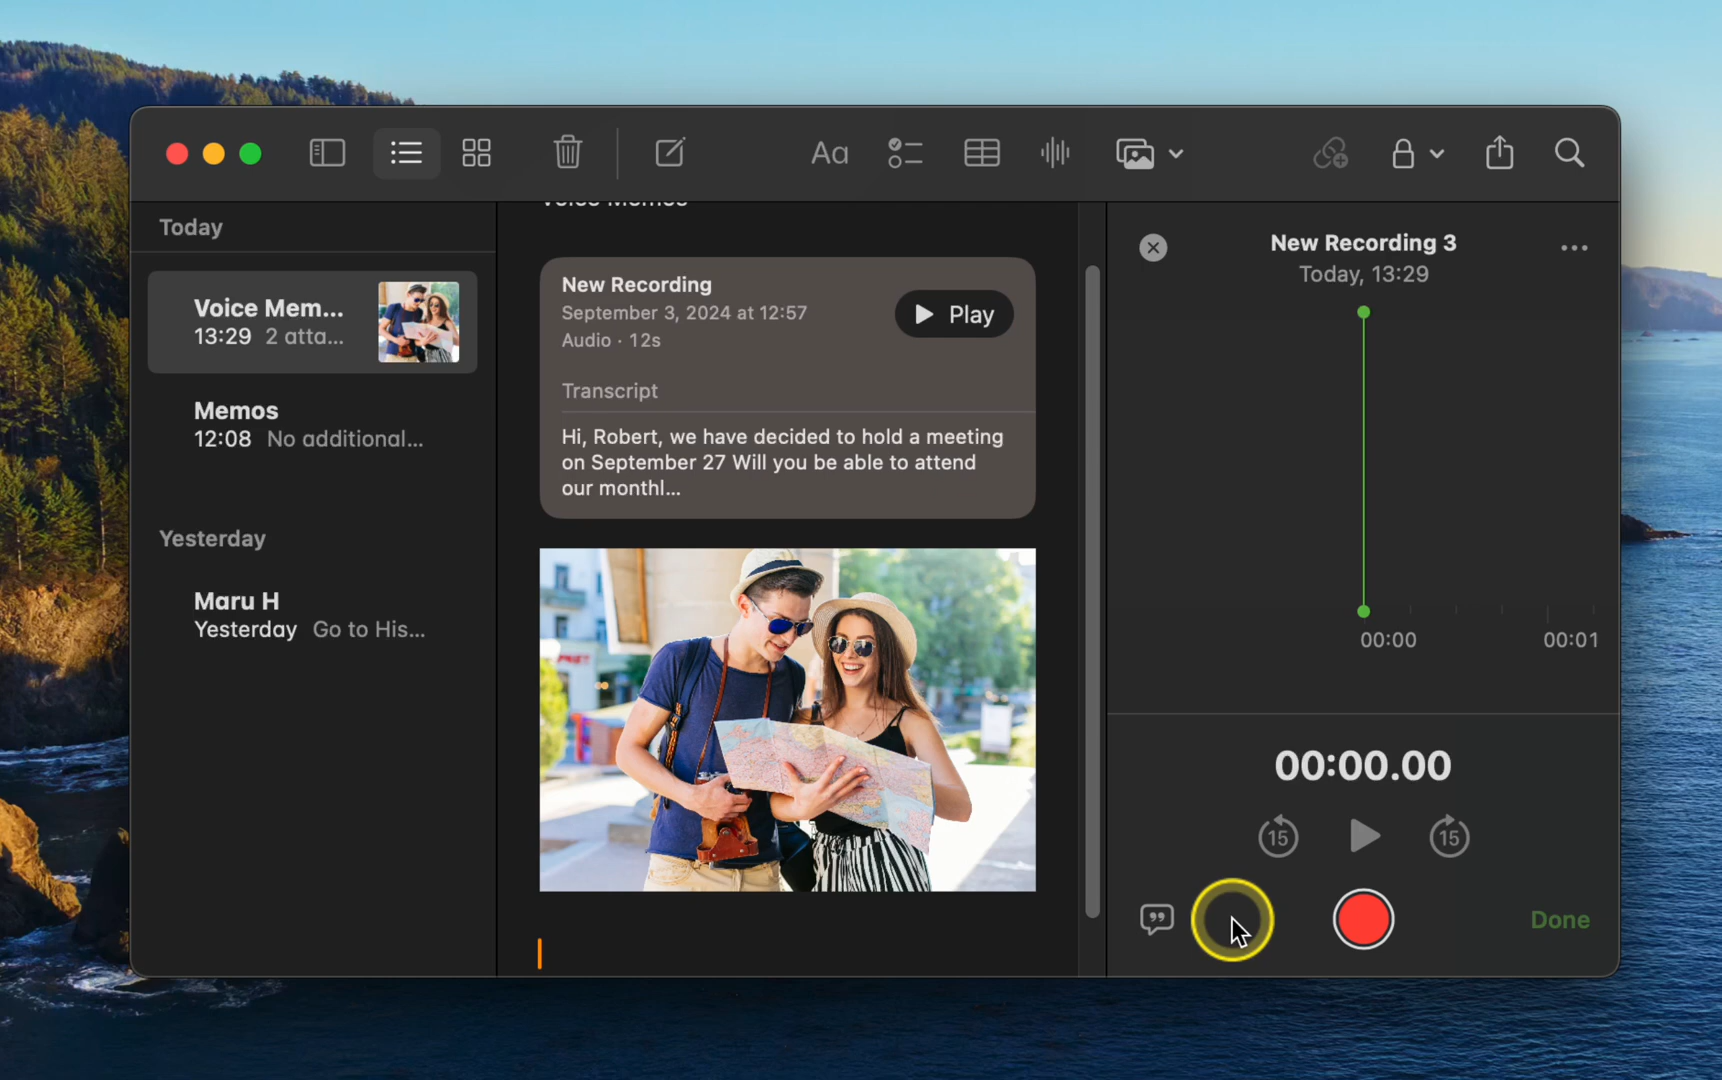 Aa
Today
Voice Mem...
13:29 2 atta...
Memos
12:08 No additional...
Yesterday
Maru H
Yesterday Go to His...
Voice Memos
New Recording
September 3, 2024 at 12:57
Audio · 12s
Play
Transcript
Hi, Robert, we have decided to hold a meeting
on September 27 Will you be able to attend
our monthl...
New Recording 3
Today, 13:29
00:00
00:01
00:00.00
15
15
Done